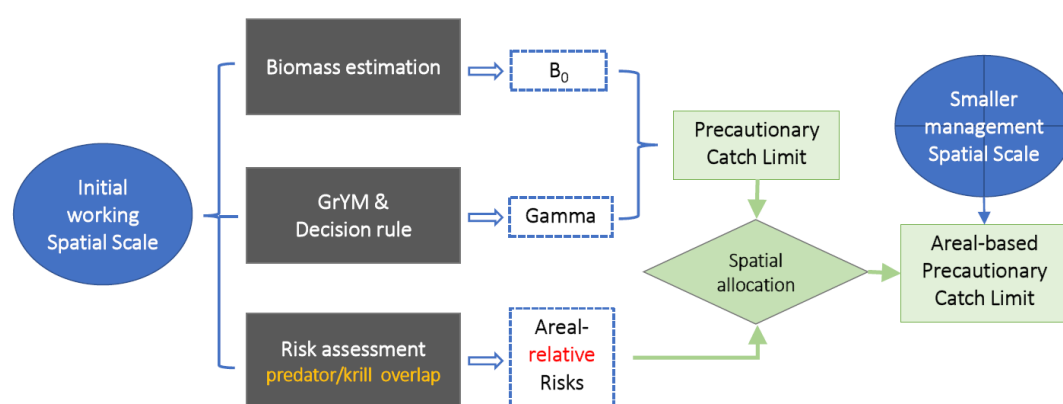 Initial
working
Spatial Scale
Biomass estimation
B₀
GrYM &
Decision rule
Gamma
Risk assessment
predator/krill overlap
Areal-
relative
Risks
Precautionary
Catch Limit
Spatial
allocation
Smaller
management
Spatial Scale
Areal-based
Precautionary
Catch Limit